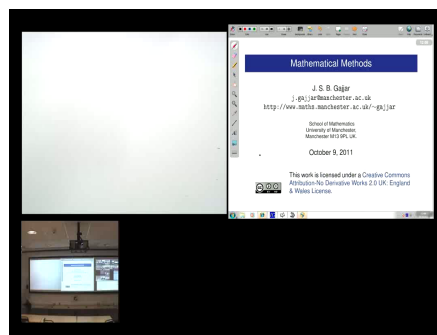 Mathematical Methods
J. S. B. Gajjar
j.gajjar@manchester.ac.uk
http://www.maths.manchester.ac.uk/~gajjar
School of Mathematics
University of Manchester,
Manchester M13 9PL UK.
October 9, 2011
This work is licensed under a Creative Commons
Attribution-No Derivative Works 2.0 UK: England
& Wales License.